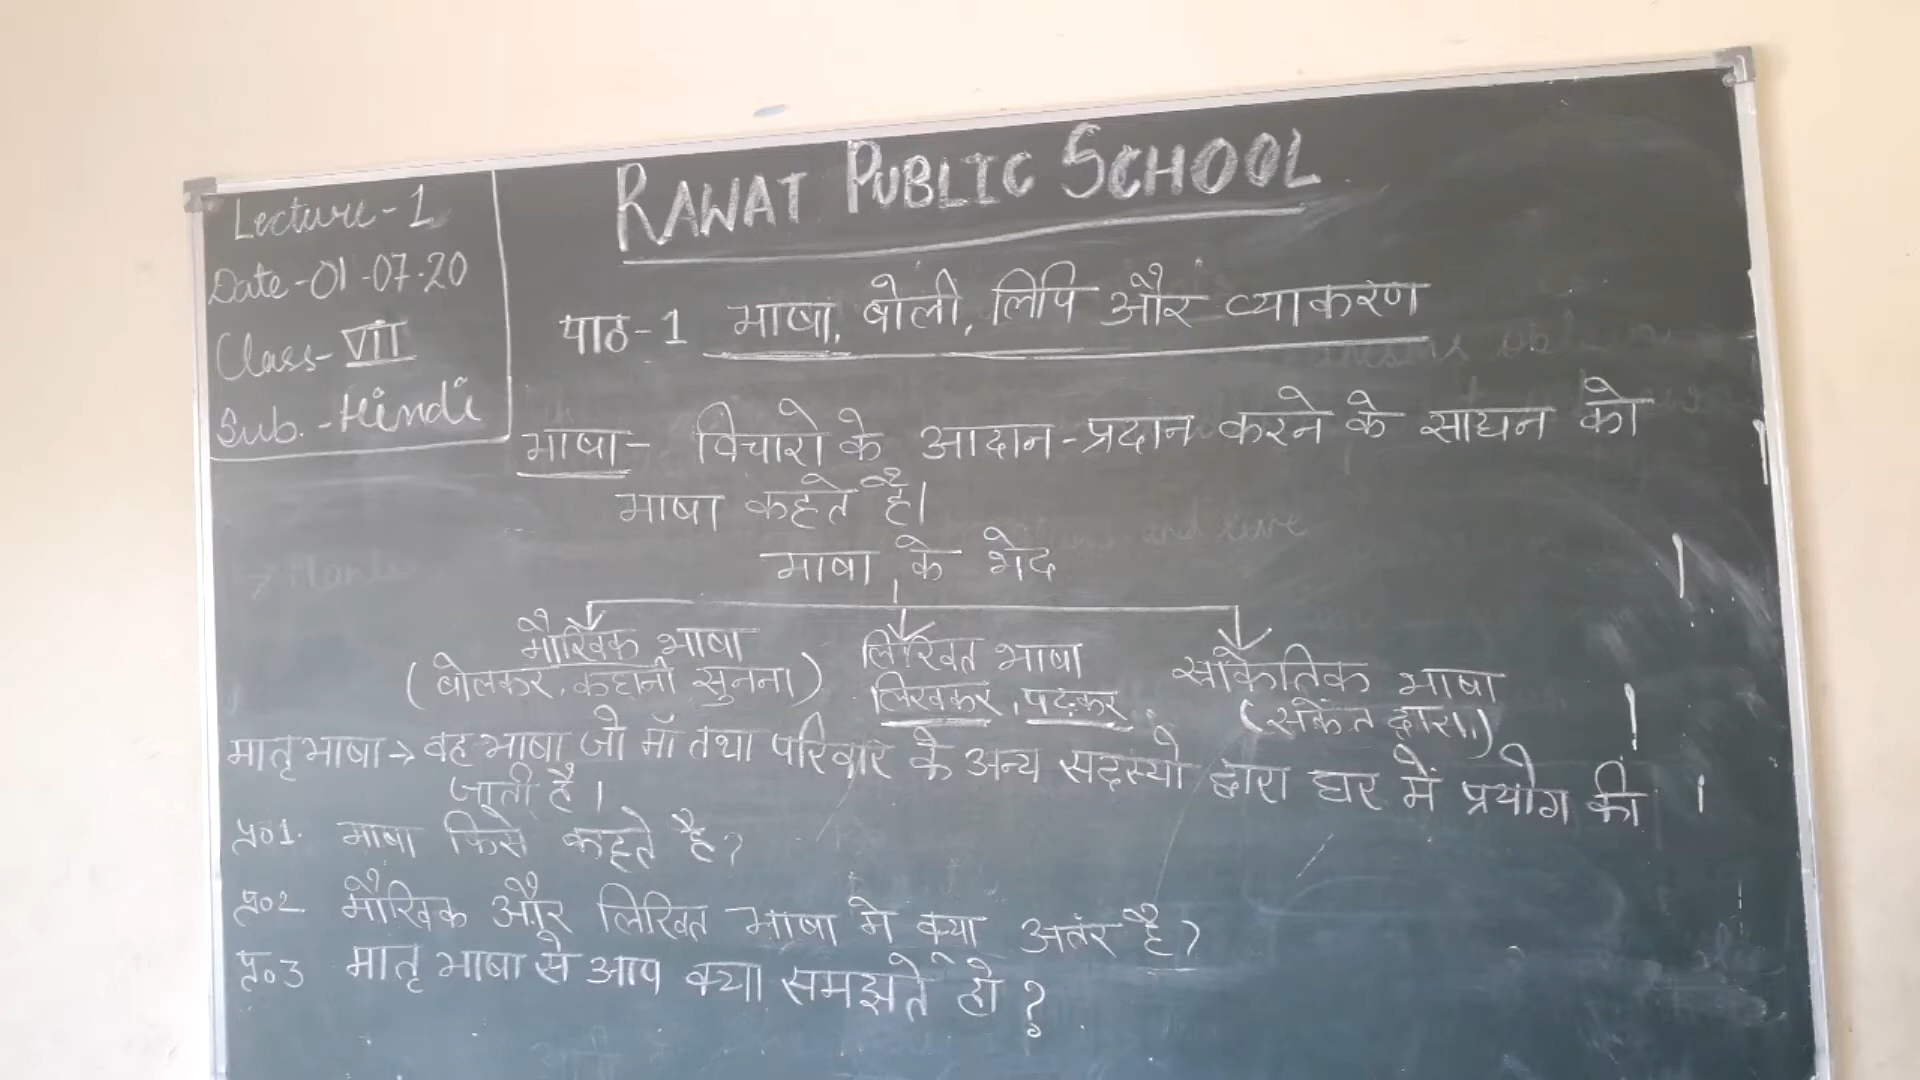 Lecture-1
Date-01-07-20
Class-VII
Sub.-Hindi
RAWAT PUBLIC SCHOOL
पाठ-1 भाषा, बोली, लिपि और व्याकरण
भाषा- विचारो के आदान-प्रदान करने के साधन को
भाषा कहते है।
भाषा के भेद
मौखिक भाषा लिखित भाषा सांकेतिक भाषा
(बोलकर, कहानी सुनना) लिखकर, पढ़कर (संकेत द्वारा)
मातृभाषा→ वह भाषा जो माँ तथा परिवार के अन्य सदस्यो द्वारा घर में प्रयोग की
जाती है।
प्र०1. भाषा किसे कहते है?
प्र०2 मौखिक और लिखित भाषा मे क्या अतंर है?
प्र०3 मातृभाषा से आप क्या समझते हो?